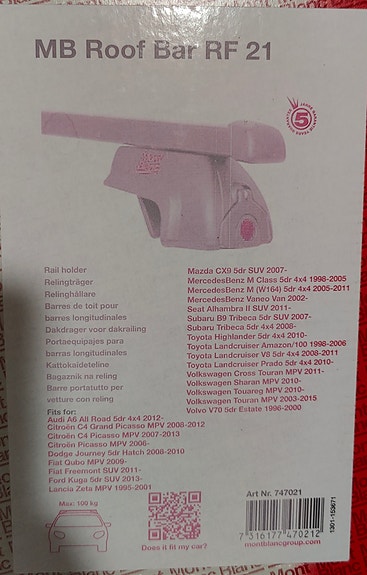 MB Roof Bar RF 21
5
Rail holder
Relingträger
Relinghållare
Barres de toit pour
barres longitudinales
Dakdrager voor dakrailing
Portaequipajes para
barras longitudinales
Kattokaideteline
Bagaznik na reling
Barre portatutto per
vetture con reling
Fits for:
Audi A6 All Road 5dr 4x4 2012-
Citroën C4 Grand Picasso MPV 2008-2012
Citroën C4 Picasso MPV 2007-2013
Citroën Picasso MPV 2006-
Dodge Journey 5dr Hatch 2008-2010
Fiat Qubo MPV 2009-
Fiat Freemont SUV 2011-
Ford Kuga 5dr SUV 2013-
Lancia Zeta MPV 1995-2001
Mazda CX9 5dr SUV 2007-
MercedesBenz M Class 5dr 4x4 1998-2005
MercedesBenz M (W164) 5dr 4x4 2005-2011
MercedesBenz Vaneo Van 2002-
Seat Alhambra II SUV 2011-
Subaru B9 Tribeca 5dr SUV 2007-
Subaru Tribeca 5dr 4x4 2008-
Toyota Highlander 5dr 4x4 2010-
Toyota Landcruiser Amazon/100 1998-2006
Toyota Landcruiser V8 5dr 4x4 2008-2011
Toyota Landcruiser Prado 5dr 4x4 2010-
Volkswagen Cross Touran MPV 2011-
Volkswagen Sharan MPV 2010-
Volkswagen Touareg MPV 2010-
Volkswagen Touran MPV 2003-2015
Volvo V70 5dr Estate 1996-2000
Max: 100 kg
Does it fit my car?
Art Nr. 747021
7 316177 470212
montblancgroup.com
1301-153671